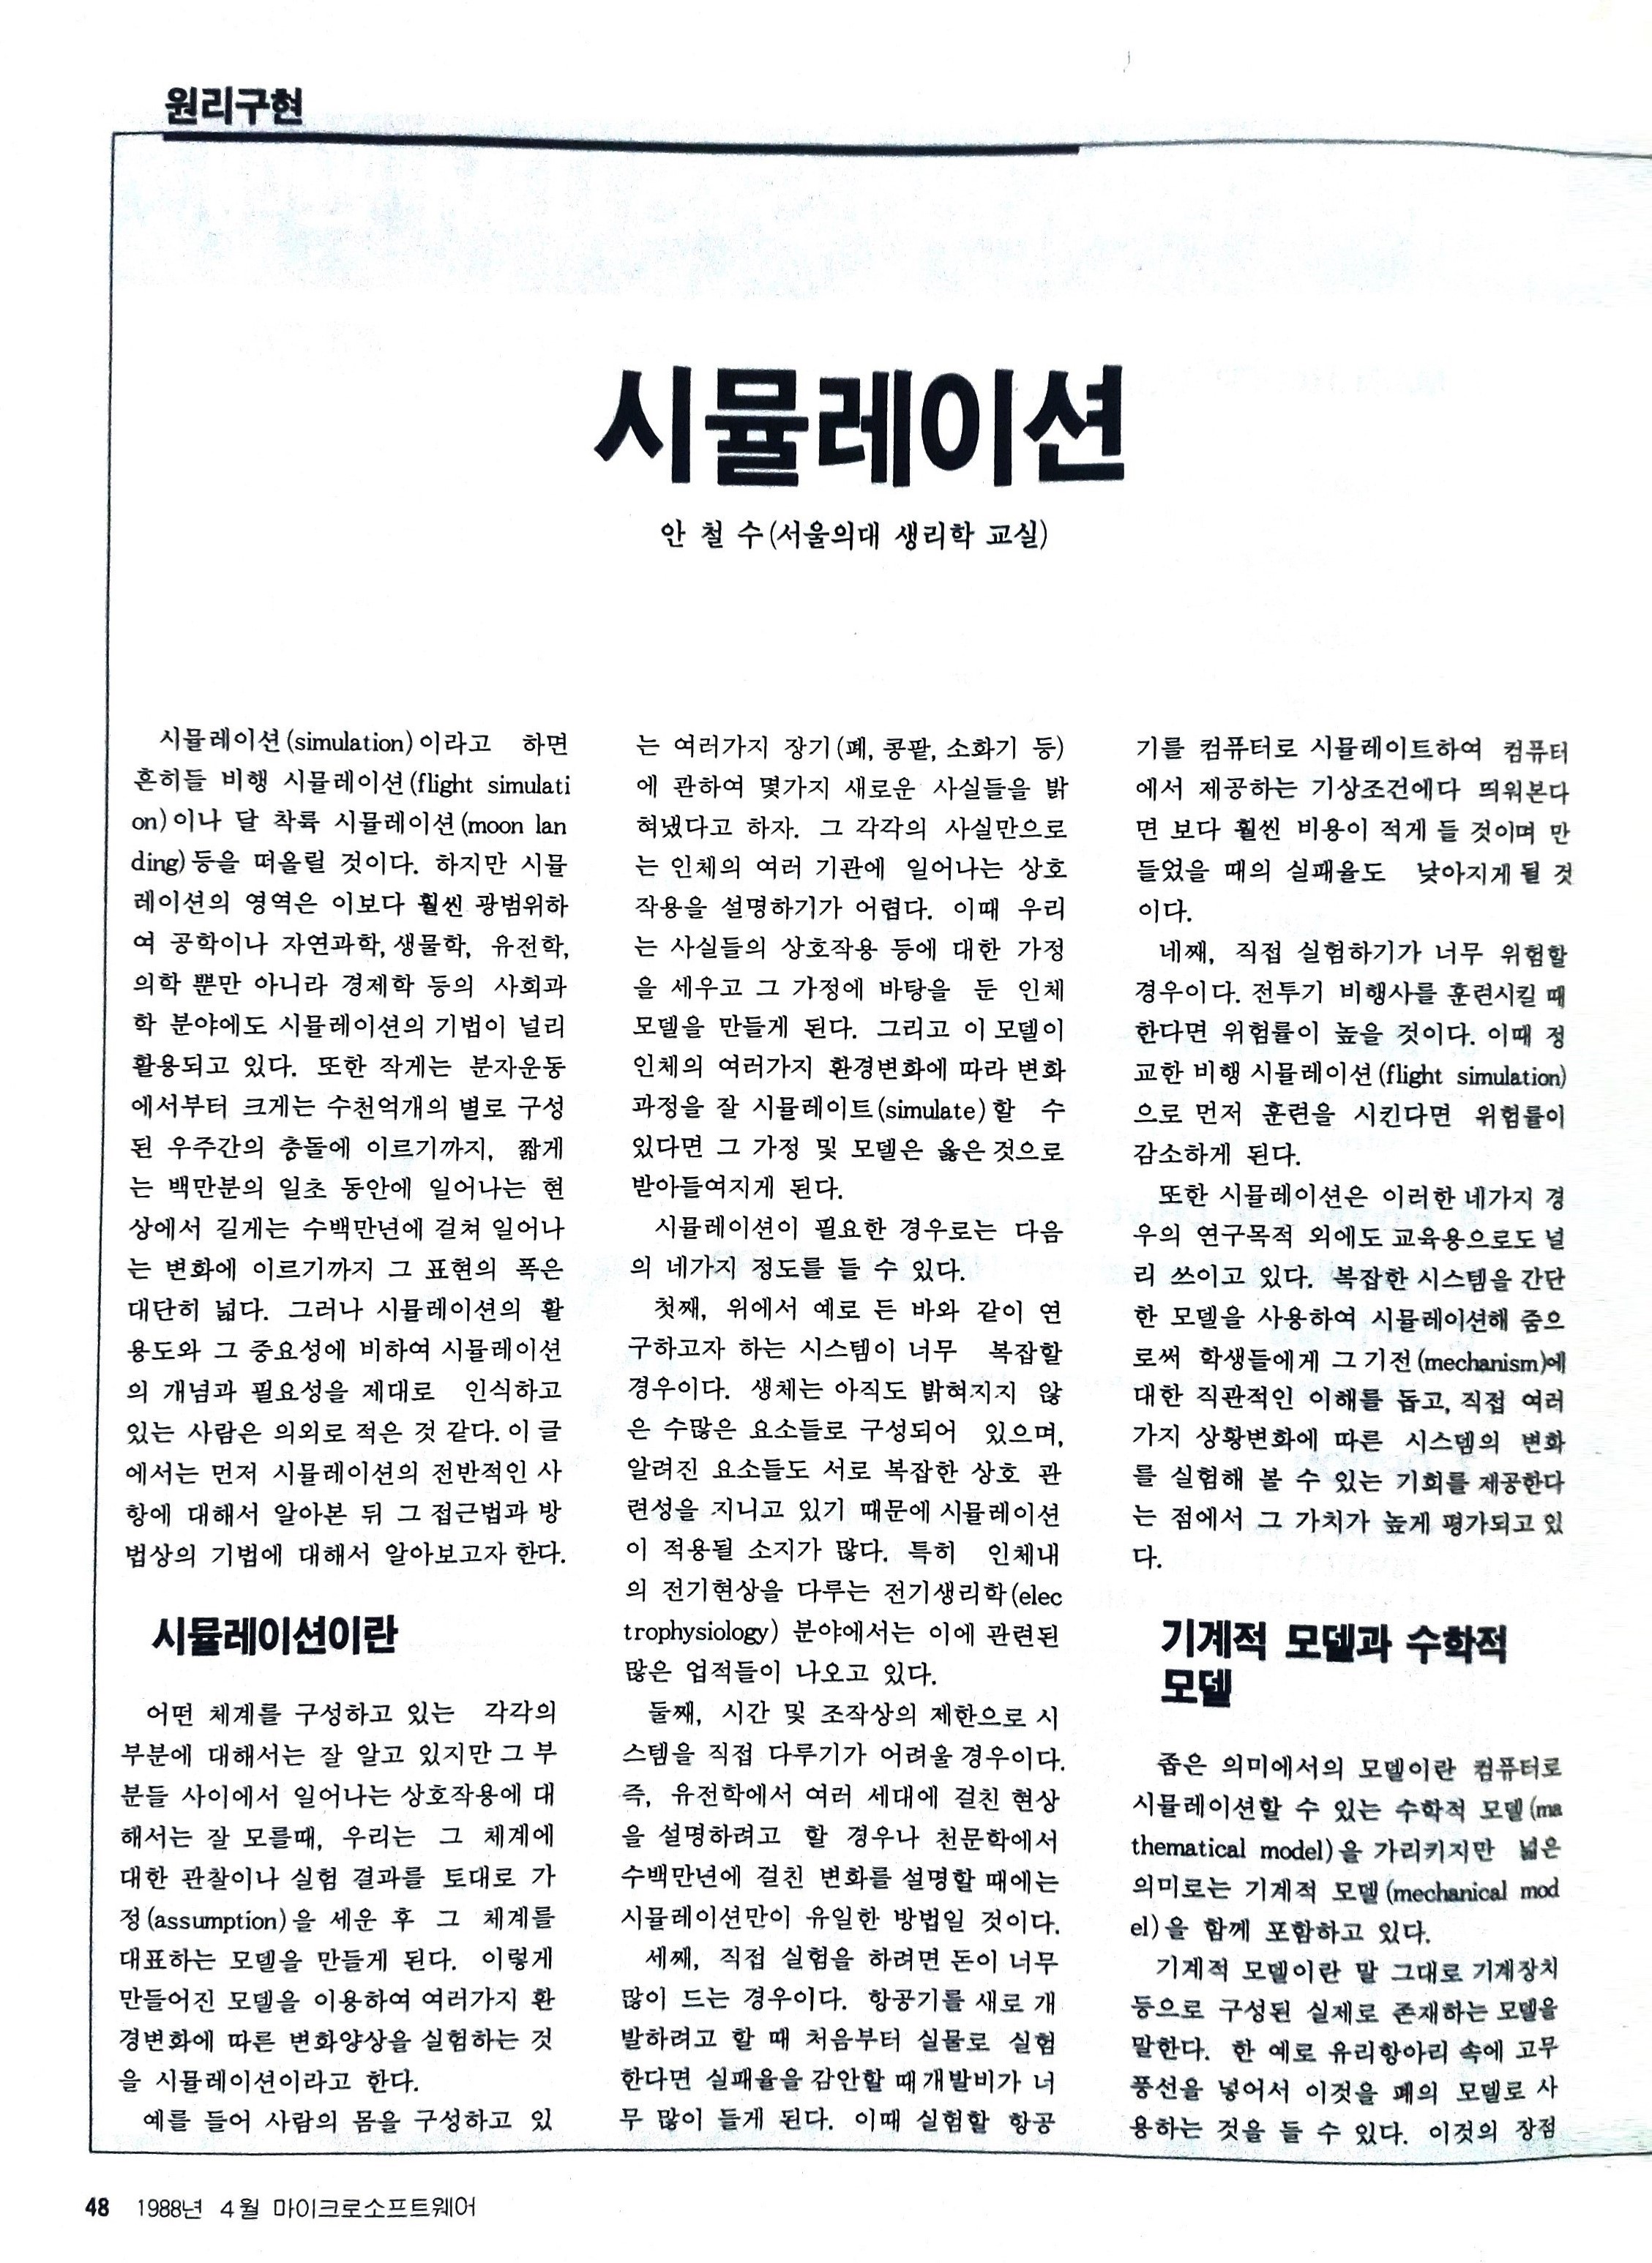 원리구현
시뮬레이션
안 철 수(서울의대 생리학 교실)
시뮬레이션(simulation)이라고 하면
흔히들 비행 시뮬레이션(flight simulati
on)이나 달 착륙 시뮬레이션(moon lan
ding)등을 떠올릴 것이다. 하지만 시뮬
레이션의 영역은 이보다 훨씬 광범위하
여 공학이나 자연과학, 생물학, 유전학,
의학 뿐만 아니라 경제학 등의 사회과
학 분야에도 시뮬레이션의 기법이 널리
활용되고 있다. 또한 작게는 분자운동
에서부터 크게는 수천억개의 별로 구성
된 우주간의 충돌에 이르기까지, 짧게
는 백만분의 일초 동안에 일어나는 현
상에서 길게는 수백만년에 걸쳐 일어나
는 변화에 이르기까지 그 표현의 폭은
대단히 넓다. 그러나 시뮬레이션의 활
용도와 그 중요성에 비하여 시뮬레이션
의 개념과 필요성을 제대로 인식하고
있는 사람은 의외로 적은 것 같다. 이 글
에서는 먼저 시뮬레이션의 전반적인 사
항에 대해서 알아본 뒤 그 접근법과 방
법상의 기법에 대해서 알아보고자 한다.
시뮬레이션이란
어떤 체계를 구성하고 있는 각각의
부분에 대해서는 잘 알고 있지만 그 부
분들 사이에서 일어나는 상호작용에 대
해서는 잘 모를때, 우리는 그 체계에
대한 관찰이나 실험 결과를 토대로 가
정(assumption)을 세운 후 그 체계를
대표하는 모델을 만들게 된다. 이렇게
만들어진 모델을 이용하여 여러가지 환
경변화에 따른 변화양상을 실험하는 것
을 시뮬레이션이라고 한다.
예를 들어 사람의 몸을 구성하고 있
는 여러가지 장기(폐, 콩팥, 소화기 등)
에 관하여 몇가지 새로운 사실들을 밝
혀냈다고 하자. 그 각각의 사실만으로
는 인체의 여러 기관에 일어나는 상호
작용을 설명하기가 어렵다. 이때 우리
는 사실들의 상호작용 등에 대한 가정
을 세우고 그 가정에 바탕을 둔 인체
모델을 만들게 된다. 그리고 이 모델이
인체의 여러가지 환경변화에 따라 변화
과정을 잘 시뮬레이트(simulate)할 수
있다면 그 가정 및 모델은 옳은 것으로
받아들여지게 된다.
시뮬레이션이 필요한 경우로는 다음
의 네가지 정도를 들 수 있다.
첫째, 위에서 예로 든 바와 같이 연
구하고자 하는 시스템이 너무 복잡할
경우이다. 생체는 아직도 밝혀지지 않
은 수많은 요소들로 구성되어 있으며,
알려진 요소들도 서로 복잡한 상호 관
련성을 지니고 있기 때문에 시뮬레이션
이 적용될 소지가 많다. 특히 인체내
의 전기현상을 다루는 전기생리학(elec
trophysiology) 분야에서는 이에 관련된
많은 업적들이 나오고 있다.
둘째, 시간 및 조작상의 제한으로 시
스템을 직접 다루기가 어려울 경우이다.
즉, 유전학에서 여러 세대에 걸친 현상
을 설명하려고 할 경우나 천문학에서
수백만년에 걸친 변화를 설명할 때에는
시뮬레이션만이 유일한 방법일 것이다.
세째, 직접 실험을 하려면 돈이 너무
많이 드는 경우이다. 항공기를 새로 개
발하려고 할 때 처음부터 실물로 실험
한다면 실패율을 감안할 때 개발비가 너
무 많이 들게 된다. 이때 실험할 항공
기를 컴퓨터로 시뮬레이트하여 컴퓨터
에서 제공하는 기상조건에다 띄워본다
면 보다 훨씬 비용이 적게 들 것이며 만
들었을 때의 실패율도 낮아지게 될 것
이다.
네째, 직접 실험하기가 너무 위험할
경우이다. 전투기 비행사를 훈련시킬 때
한다면 위험률이 높을 것이다. 이때 정
교한 비행 시뮬레이션(flight simulation)
으로 먼저 훈련을 시킨다면 위험률이
감소하게 된다.
또한 시뮬레이션은 이러한 네가지 경
우의 연구목적 외에도 교육용으로도 널
리 쓰이고 있다. 복잡한 시스템을 간단
한 모델을 사용하여 시뮬레이션해 줌으
로써 학생들에게 그 기전(mechanism)에
대한 직관적인 이해를 돕고, 직접 여러
가지 상황변화에 따른 시스템의 변화
를 실험해 볼 수 있는 기회를 제공한다
는 점에서 그 가치가 높게 평가되고 있
다.
기계적 모델과 수학적
모델
좁은 의미에서의 모델이란 컴퓨터로
시뮬레이션할 수 있는 수학적 모델(ma
thematical model)을 가리키지만 넓은
의미로는 기계적 모델(mechanical mod
el)을 함께 포함하고 있다.
기계적 모델이란 말 그대로 기계장치
등으로 구성된 실제로 존재하는 모델을
말한다. 한 예로 유리항아리 속에 고무
풍선을 넣어서 이것을 폐의 모델로 사
용하는 것을 들 수 있다. 이것의 장점
48 1988년 4월 마이크로소프트웨어